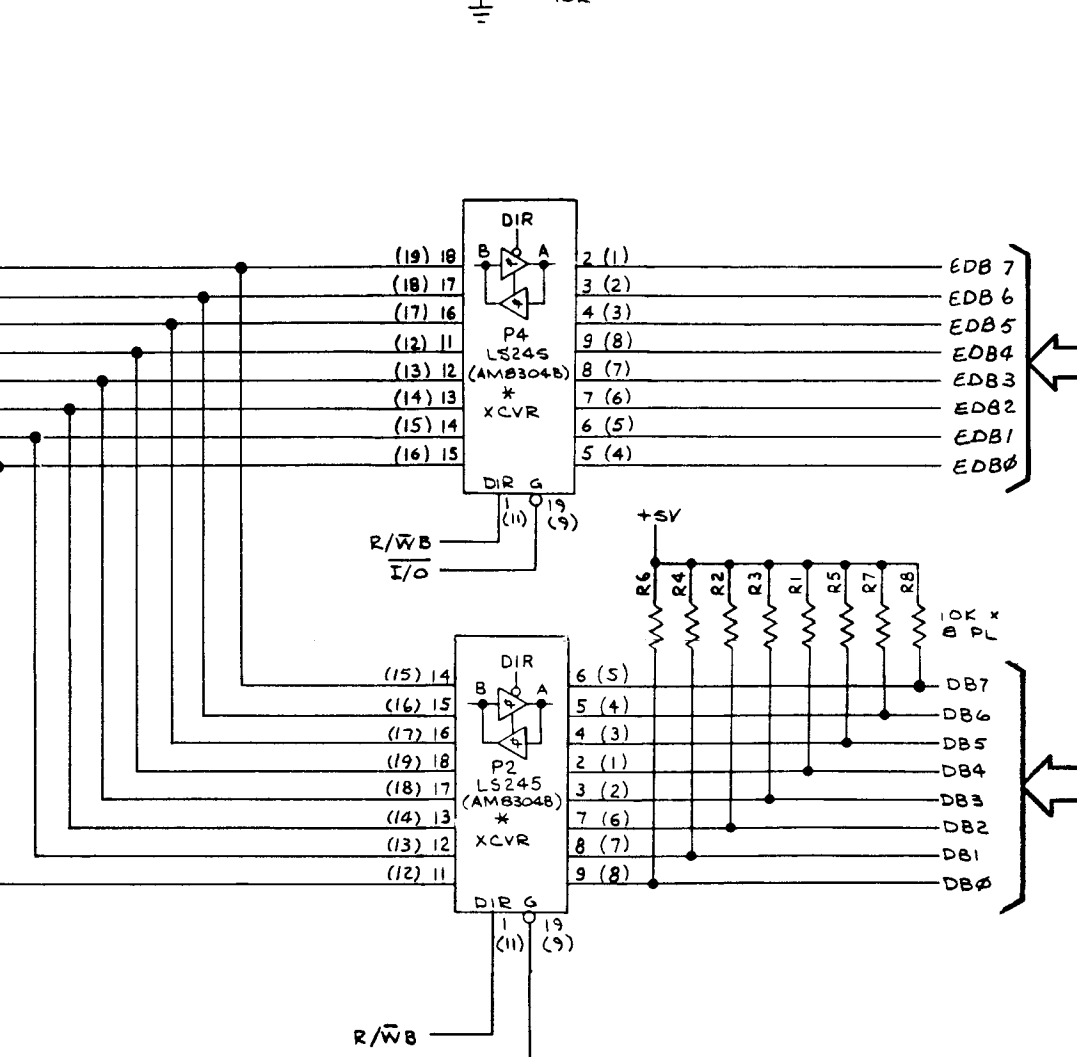 DIR
B A
(19) 18 2 (1) EDB 7
(18) 17 3 (2) EDB 6
(17) 16 4 (3) EDB5
P4
(12) 11 9 (8) EDB4
LS245
(13) 12 8 (7) EDB3
(AM8304B)
*
(14) 13 7 (6) EDB2
XCVR
(15) 14 6 (5) EDB1
(16) 15 5 (4) EDBØ
DIR G
1 19
(11) (9)
R/W̅B
I̅/̅O̅
+5V
R6 R4 R2 R3 R1 R5 R7 R8
10K ×
8 PL
DIR
B A
(15) 14 6 (5) DB7
(16) 15 5 (4) DB6
(17) 16 4 (3) DB5
P2
(19) 18 2 (1) DB4
LS245
(18) 17 3 (2) DB3
(AM8304B)
*
(14) 13 7 (6) DB2
XCVR
(13) 12 8 (7) DB1
(12) 11 9 (8) DBØ
DIR G
1 19
(11) (9)
R/W̅B